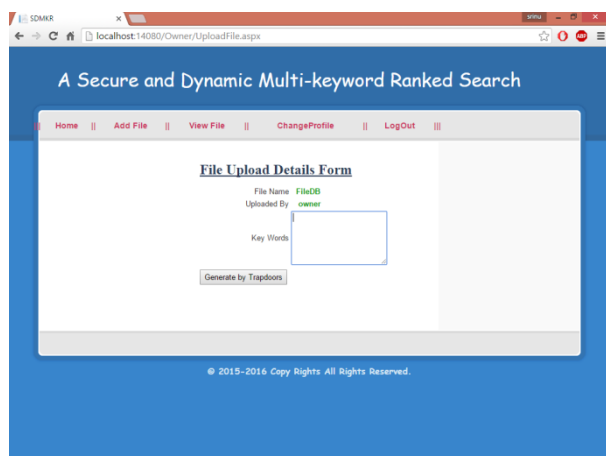 SDMKR
localhost:14080/Owner/UploadFile.aspx
A Secure and Dynamic Multi-keyword Ranked Search
|| Home || Add File || View File || ChangeProfile || LogOut |||
File Upload Details Form
File Name FileDB
Uploaded By owner
Key Words
Generate by Trapdoors
© 2015-2016 Copy Rights All Rights Reserved.